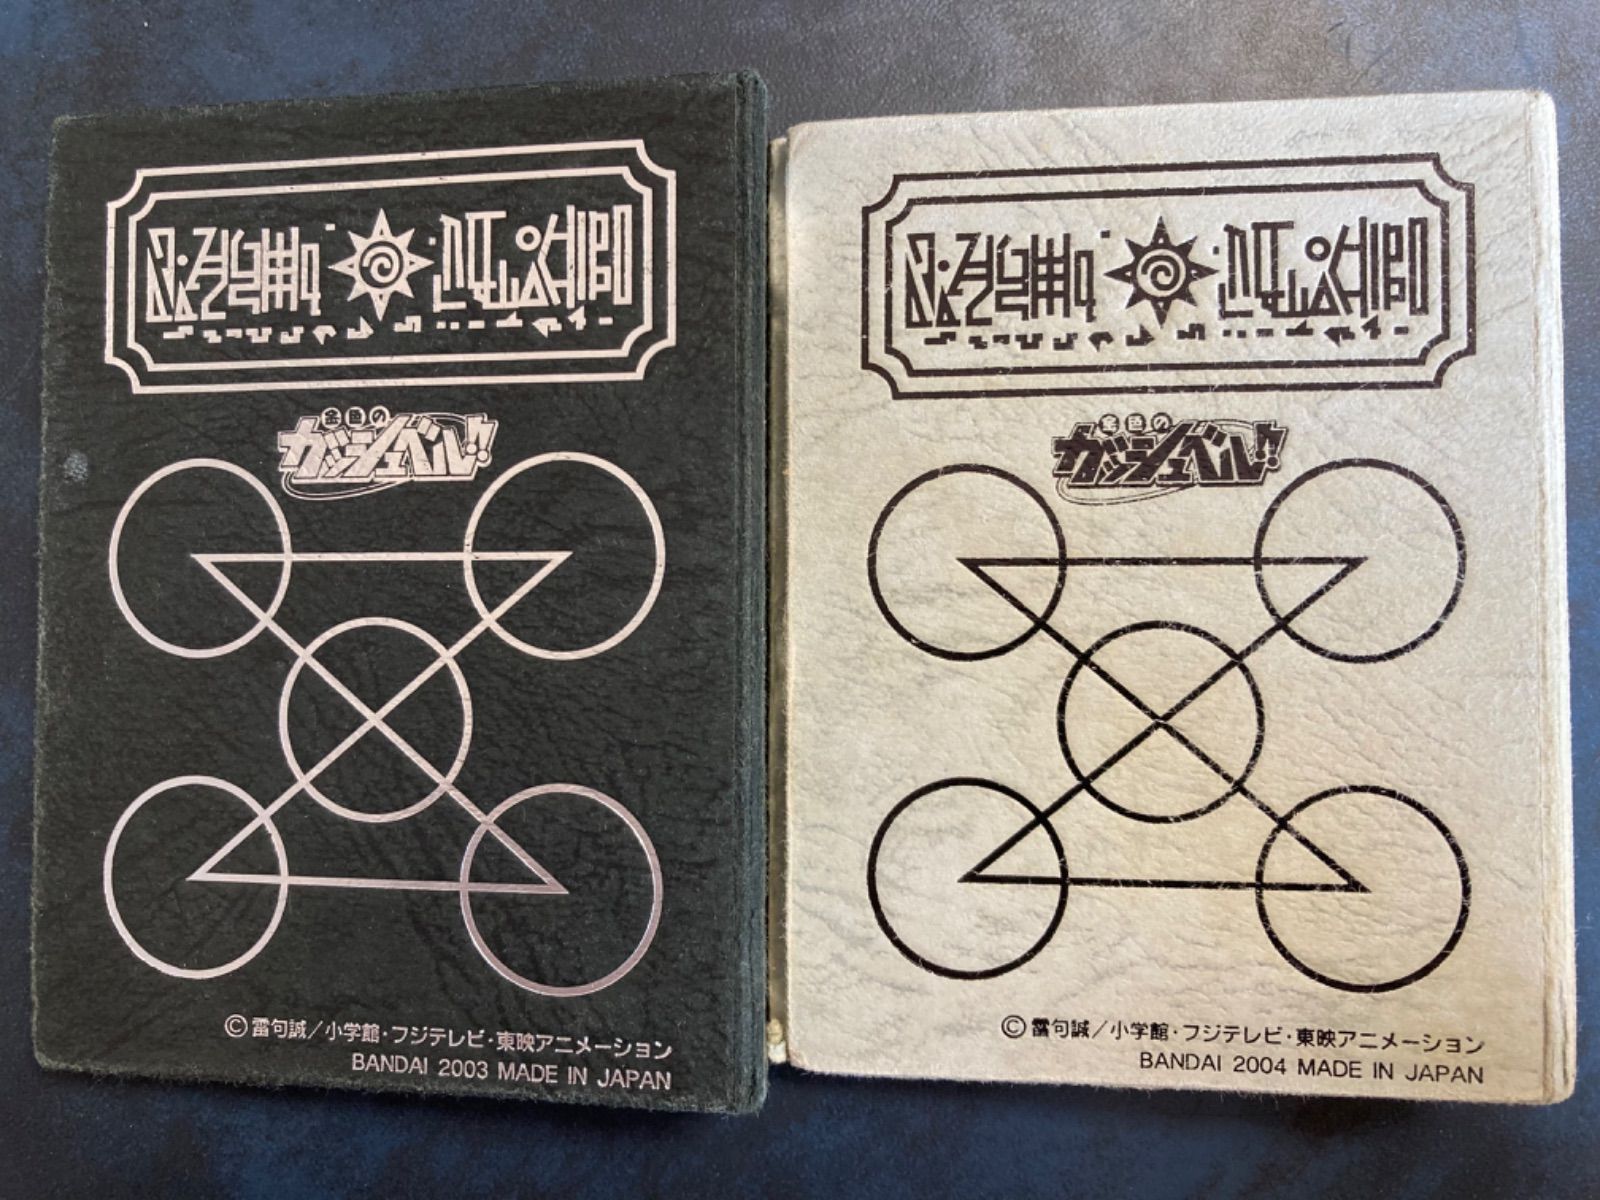 金色の
ガッシュベル!!
©雷句誠／小学館・フジテレビ・東映アニメーション
BANDAI 2003 MADE IN JAPAN
金色の
ガッシュベル!!
©雷句誠／小学館・フジテレビ・東映アニメーション
BANDAI 2004 MADE IN JAPAN